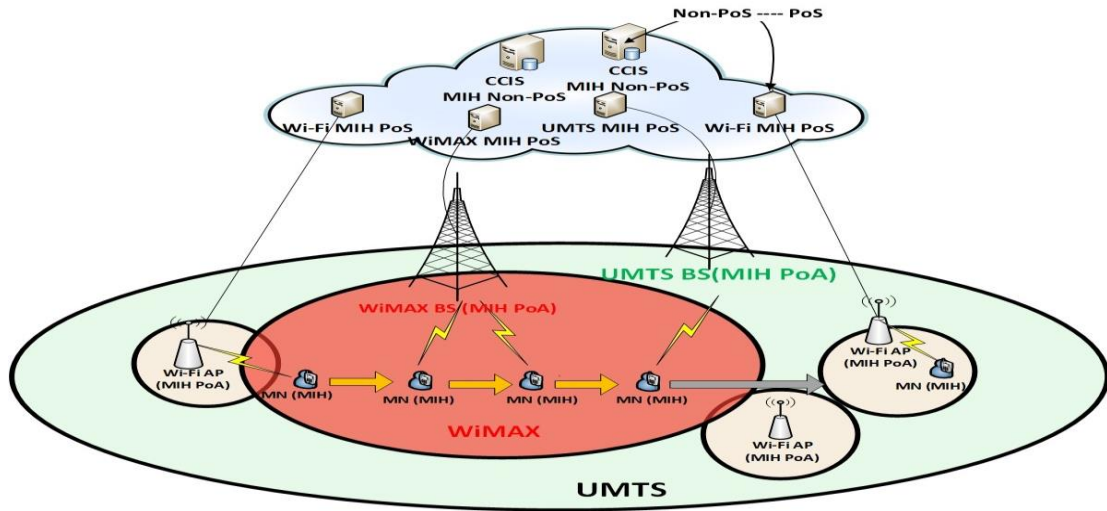 Non-PoS ---- PoS
CCIS
MIH Non-PoS
CCIS
MIH Non-PoS
Wi-Fi MIH PoS
WiMAX MIH PoS
UMTS MIH PoS
Wi-Fi MIH PoS
UMTS BS(MIH PoA)
WiMAX BS (MIH PoA)
Wi-Fi AP
(MIH PoA)
Wi-Fi AP
(MIH PoA)
MN (MIH)
MN (MIH)
MN (MIH)
MN (MIH)
MN (MIH)
WiMAX
Wi-Fi AP
(MIH PoA)
UMTS